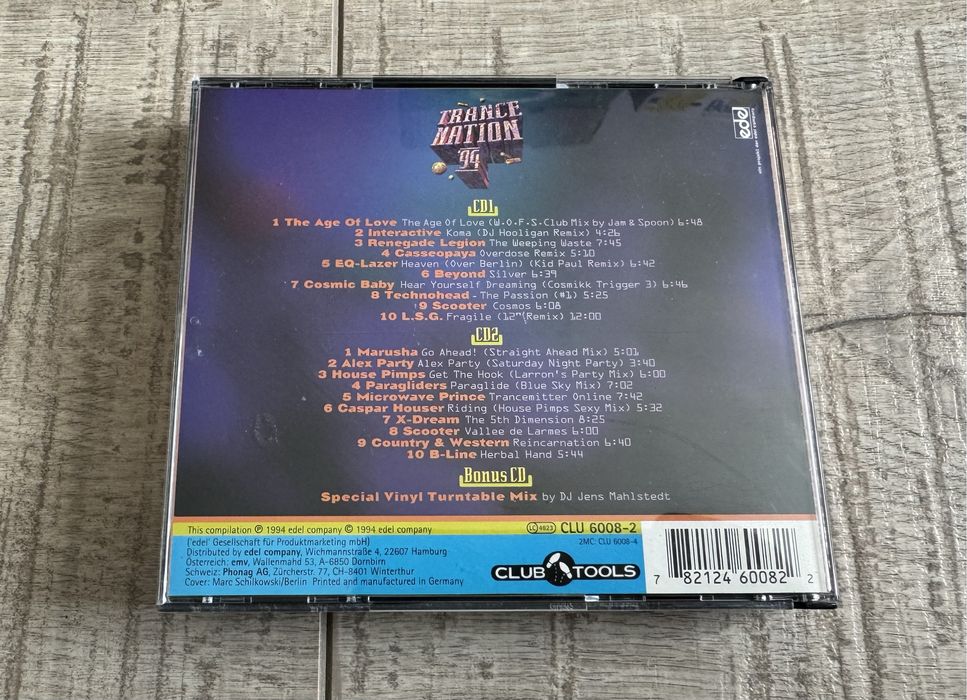 TRANCE
NATION
'94
edel
CD1
1 The Age Of Love The Age Of Love (W.O.F.S. Club Mix by Jam & Spoon) 6:48
2 Interactive Koma (DJ Hooligan Remix) 4:26
3 Renegade Legion The Weeping Waste 7:45
4 Casseopaya Overdose Remix 5:10
5 EQ-Lazer Heaven (Over Berlin) (Kid Paul Remix) 6:42
6 Beyond Silver 6:39
7 Cosmic Baby Hear Yourself Dreaming (Cosmikk Trigger 3) 6:46
8 Technohead - The Passion (#1) 5:25
9 Scooter Cosmos 6:08
10 L.S.G. Fragile (12"(Remix) 12:00
CD2
1 Marusha Go Ahead! (Straight Ahead Mix) 5:01
2 Alex Party Alex Party (Saturday Night Party) 3:40
3 House Pimps Get The Hook (Larron's Party Mix) 6:00
4 Paragliders Paraglide (Blue Sky Mix) 7:02
5 Microwave Prince Trancemitter Online 7:42
6 Caspar Houser Riding (House Pimps Sexy Mix) 5:32
7 X-Dream The 5th Dimension 8:25
8 Scooter Vallee de Larmes 6:00
9 Country & Western Reincarnation 6:40
10 B-Line Herbal Hand 5:44
Bonus CD
Special Vinyl Turntable Mix by DJ Jens Mahlstedt
This compilation ℗ 1994 edel company © 1994 edel company
LC 4823 CLU 6008-2
('edel' Gesellschaft für Produktmarketing mbH)
2MC: CLU 6008-4
Distributed by edel company, Wichmannstraße 4, 22607 Hamburg
Österreich: emv, Wallenmahd 53, A-6850 Dornbirn
Schweiz: Phonag AG, Zürcherstr. 77, CH-8401 Winterthur
Cover: Marc Schilkowski/Berlin Printed and manufactured in Germany
CLUB TOOLS
7 82124 60082 2